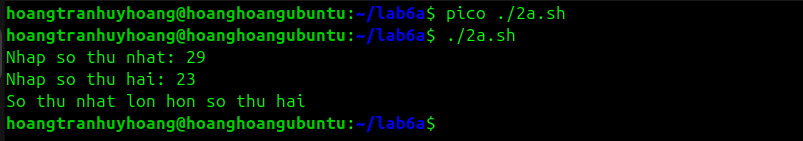 hoangtranhuyhoang@hoanghoangubuntu:~/lab6a$ pico ./2a.sh
hoangtranhuyhoang@hoanghoangubuntu:~/lab6a$ ./2a.sh
Nhap so thu nhat: 29
Nhap so thu hai: 23
So thu nhat lon hon so thu hai
hoangtranhuyhoang@hoanghoangubuntu:~/lab6a$